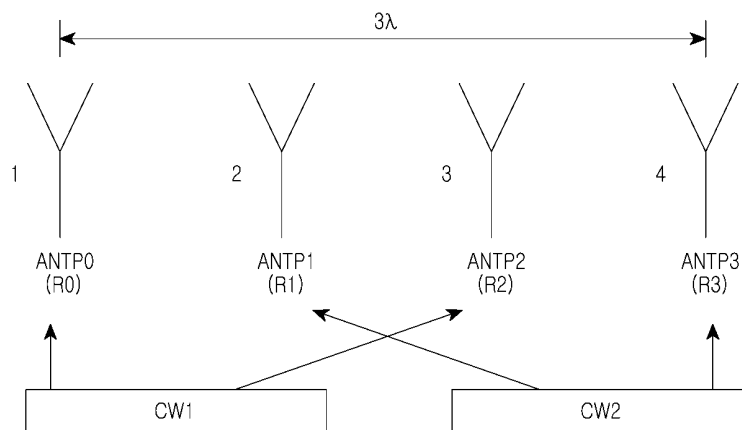 3λ
1
2
3
4
ANTP0
(R0)
ANTP1
(R1)
ANTP2
(R2)
ANTP3
(R3)
CW1
CW2